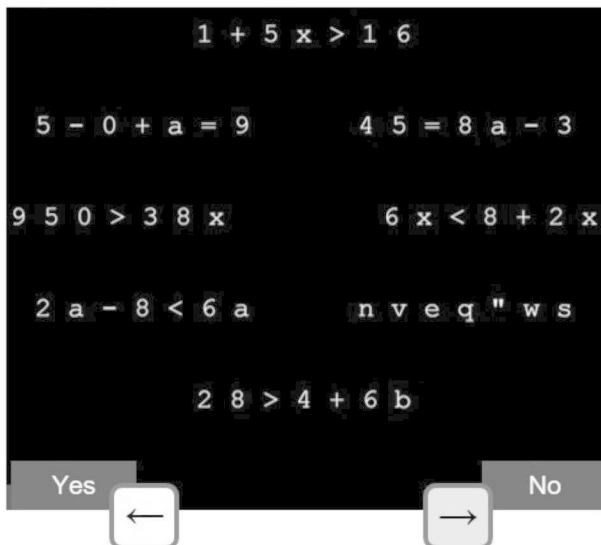 1 + 5 x > 1 6
5 - 0 + a = 9 4 5 = 8 a - 3
9 5 0 > 3 8 x 6 x < 8 + 2 x
2 a - 8 < 6 a n v e q " w s
2 8 > 4 + 6 b
Yes No
← →